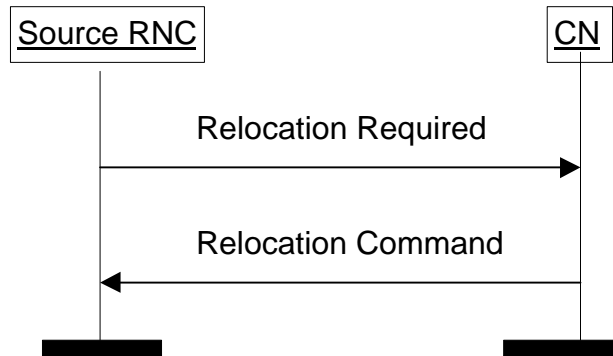 Source RNC
CN
Relocation Required
Relocation Command